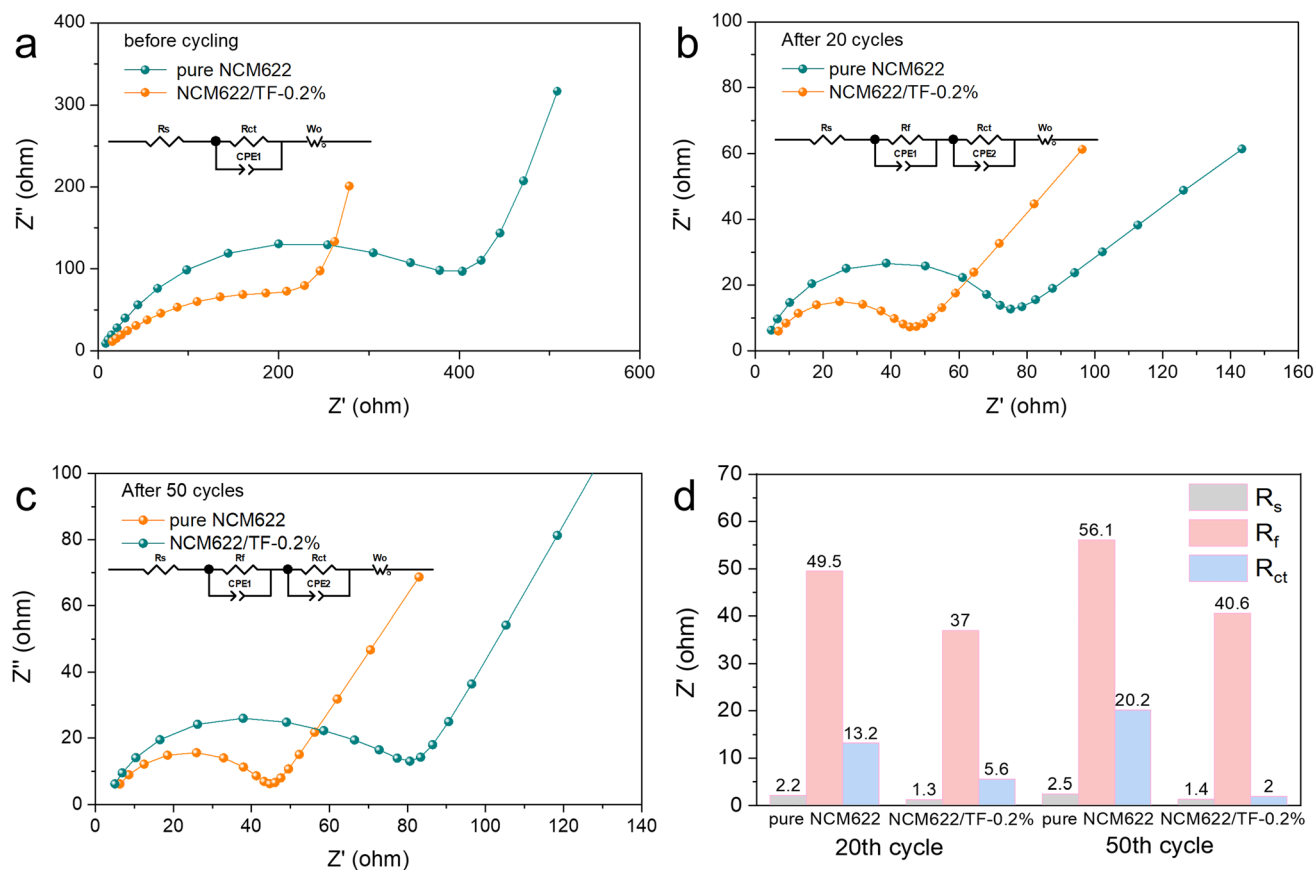 a
before cycling
pure NCM622
NCM622/TF-0.2%
Rs
Rct
Wo
CPE1
400
300
200
100
0
Z" (ohm)
0
200
400
600
Z' (ohm)
b
After 20 cycles
pure NCM622
NCM622/TF-0.2%
Rs
Rf
Rct
Wo
CPE1
CPE2
100
80
60
40
20
0
Z" (ohm)
0
20
40
60
80
100
120
140
160
Z' (ohm)
c
After 50 cycles
pure NCM622
NCM622/TF-0.2%
Rs
Rf
Rct
Wo
CPE1
CPE2
100
80
60
40
20
0
Z" (ohm)
0
20
40
60
80
100
120
140
Z' (ohm)
d
Rs
Rf
Rct
70
60
50
40
30
20
10
0
Z' (ohm)
2.2
49.5
13.2
1.3
37
5.6
2.5
56.1
20.2
1.4
40.6
2
pure NCM622
NCM622/TF-0.2%
pure NCM622
NCM622/TF-0.2%
20th cycle
50th cycle